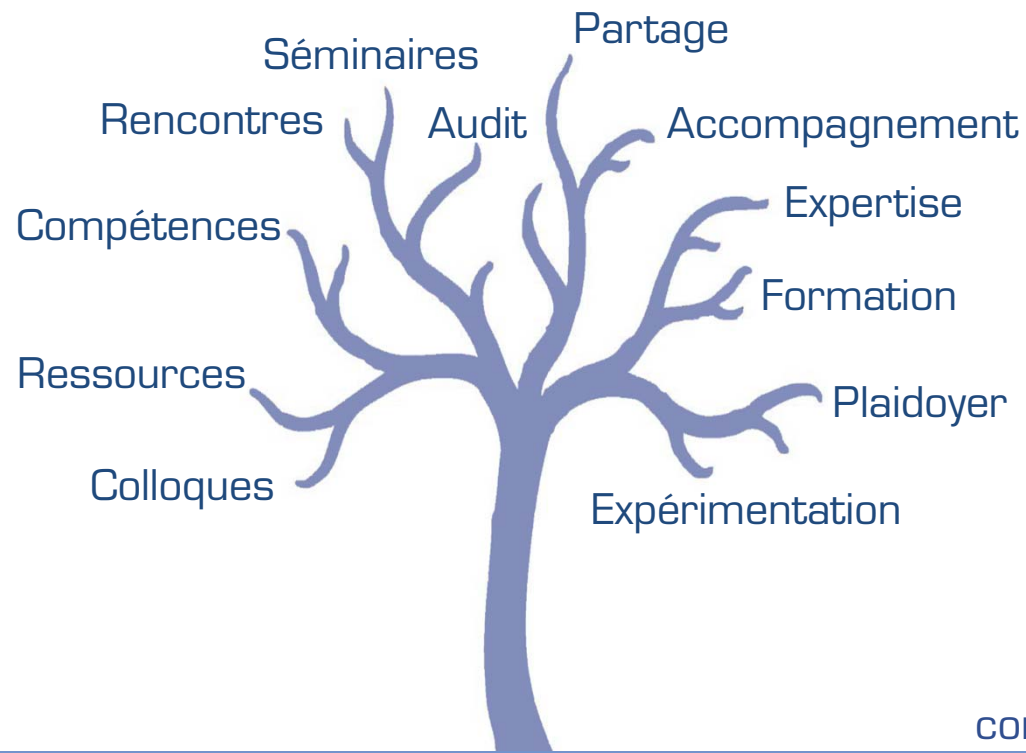 Partage
Séminaires
Rencontres
Audit
Accompagnement
Expertise
Compétences
Formation
Ressources
Plaidoyer
Colloques
Expérimentation